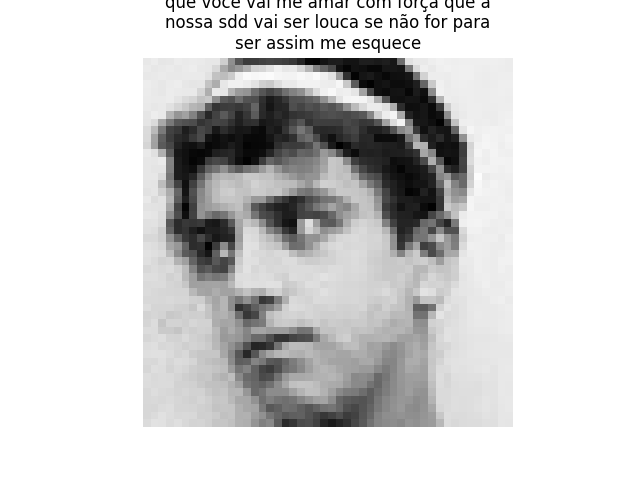 que você vai me amar com força que a
nossa sdd vai ser louca se não for para
ser assim me esquece